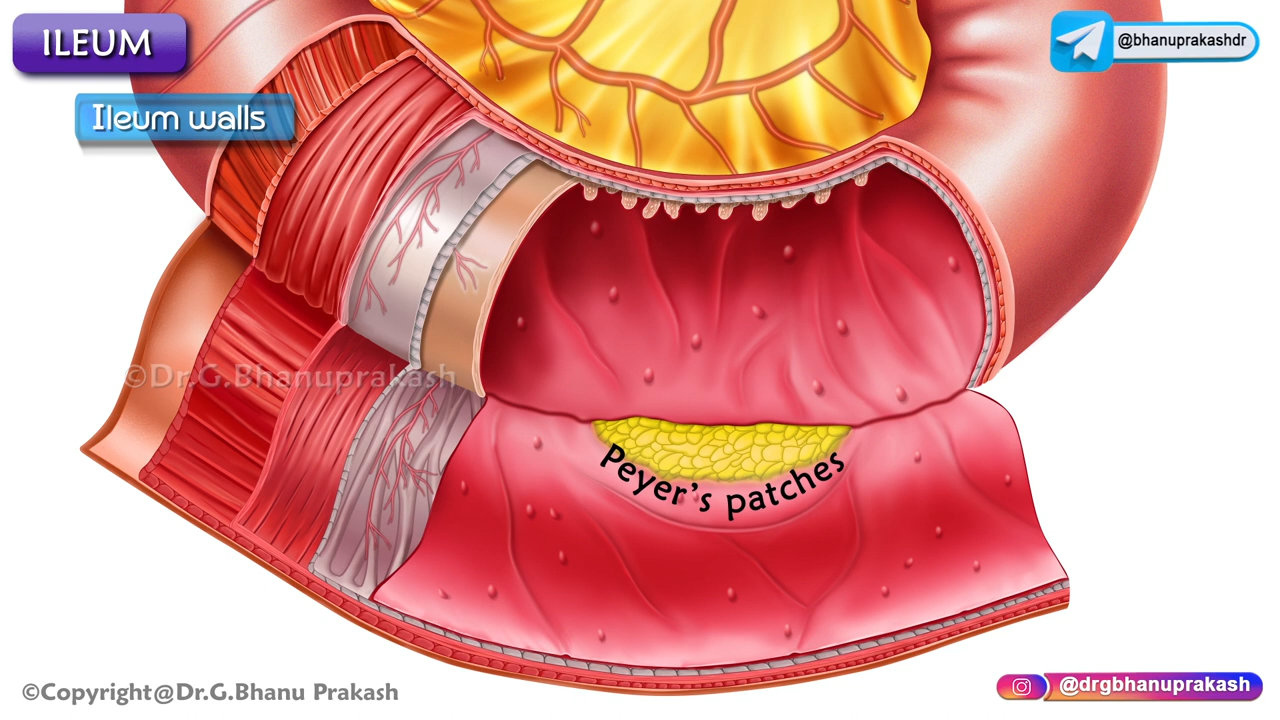 ILEUM
@bhanuprakashdr
Ileum walls
©Dr.G.Bhanuprakash
Peyer's patches
©Copyright@Dr.G.Bhanu Prakash
@drgbhanuprakash